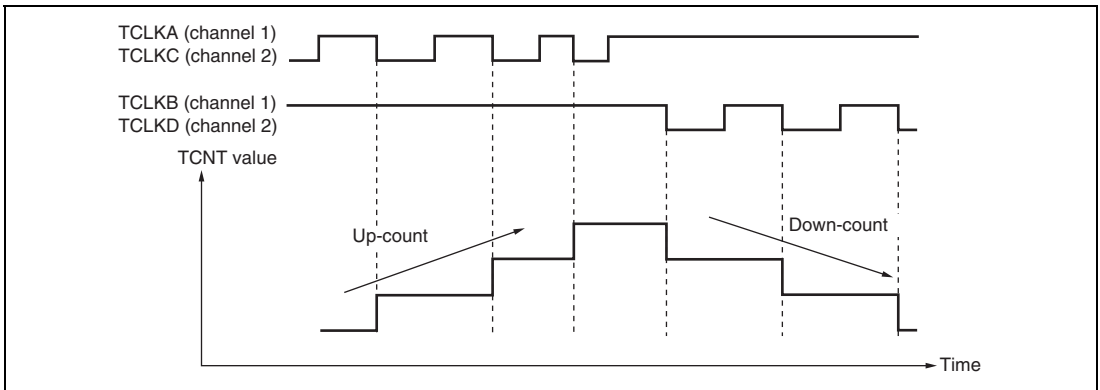 TCLKA (channel 1)
TCLKC (channel 2)
TCLKB (channel 1)
TCLKD (channel 2)
TCNT value
Up-count
Down-count
Time